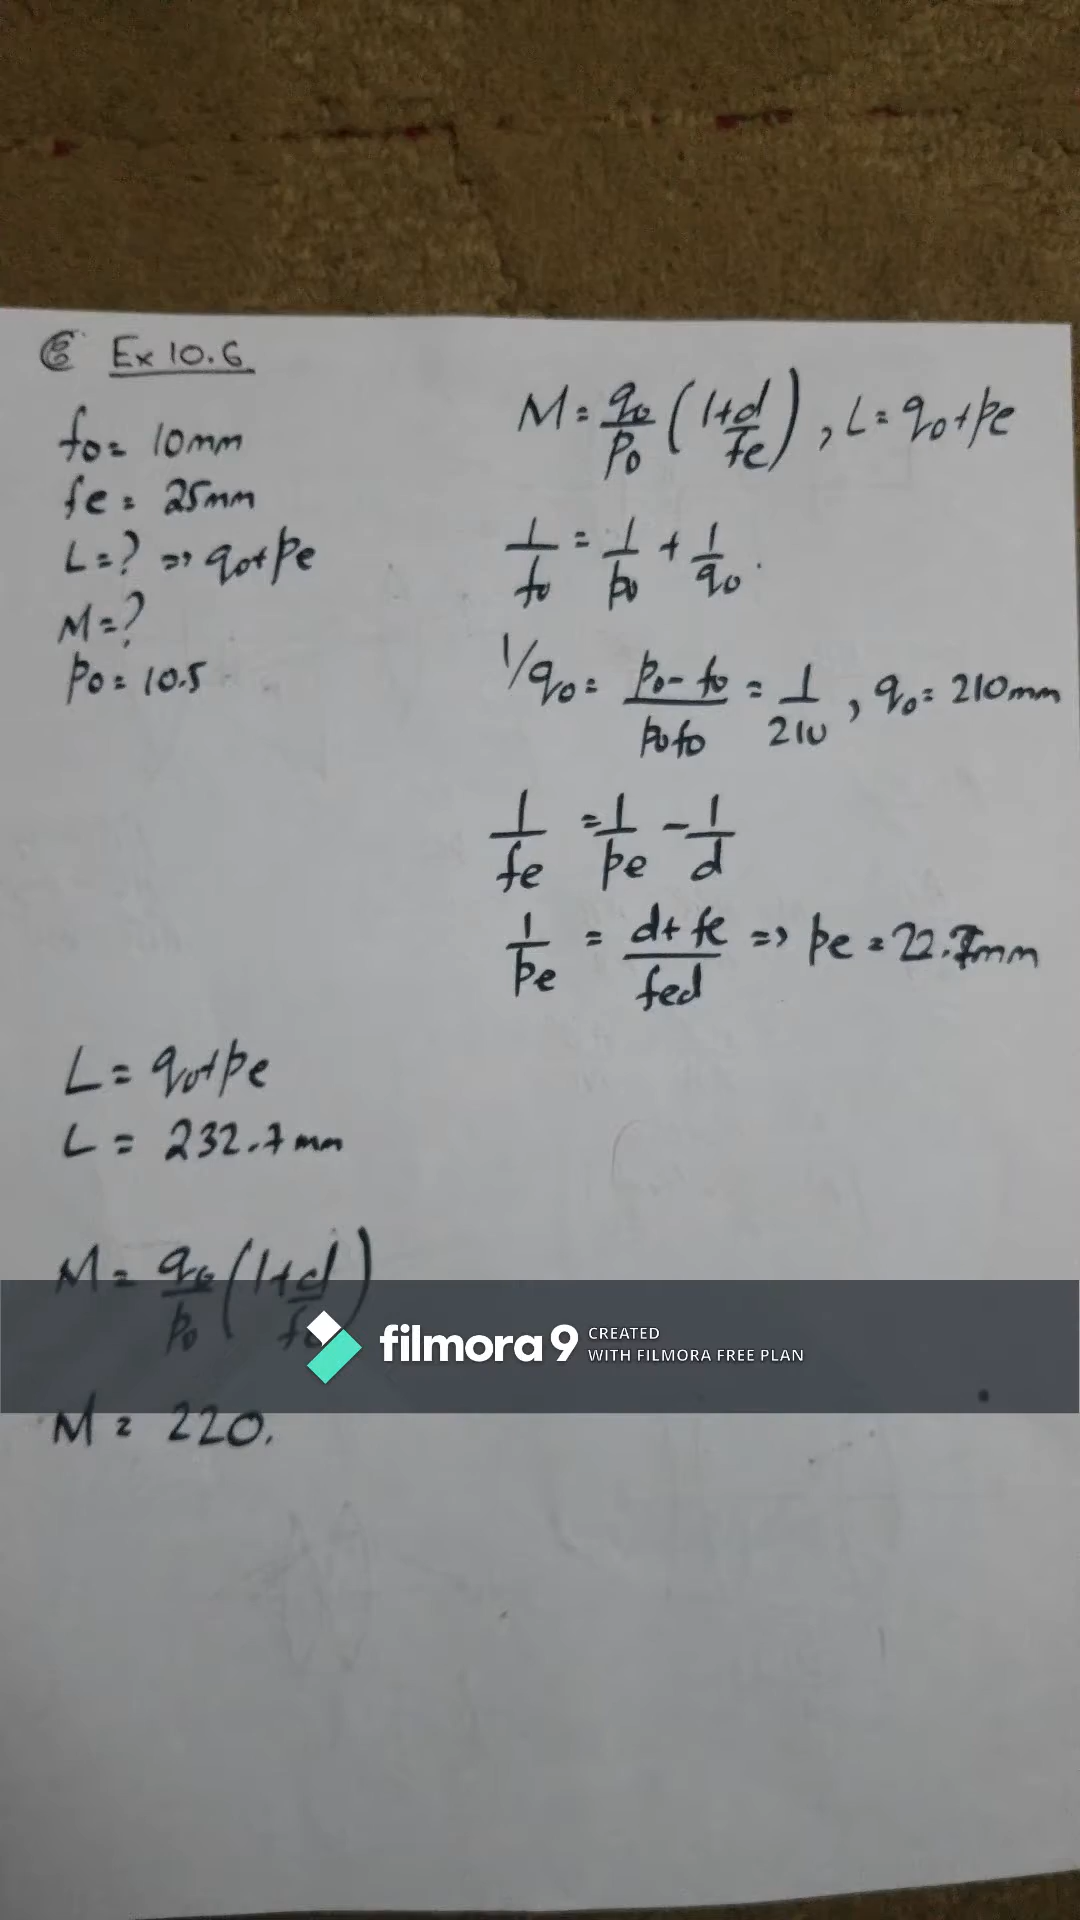 Ex 10.6
fo = 10mm
fe = 25mm
L = ? => qo+pe
M = ?
po = 10.5
M = qo/po (1+d/fe) , L = qo+pe
1/fo = 1/po + 1/qo .
1/qo = po - fo/pofo = 1/210 , qo = 210mm
1/fe = 1/pe - 1/d
1/pe = d+fe/fed => pe = 22.7mm
L = qo+pe
L = 232.7mm
M = qo/po (1+d/fe)
filmora9 CREATED
WITH FILMORA FREE PLAN
M = 220.